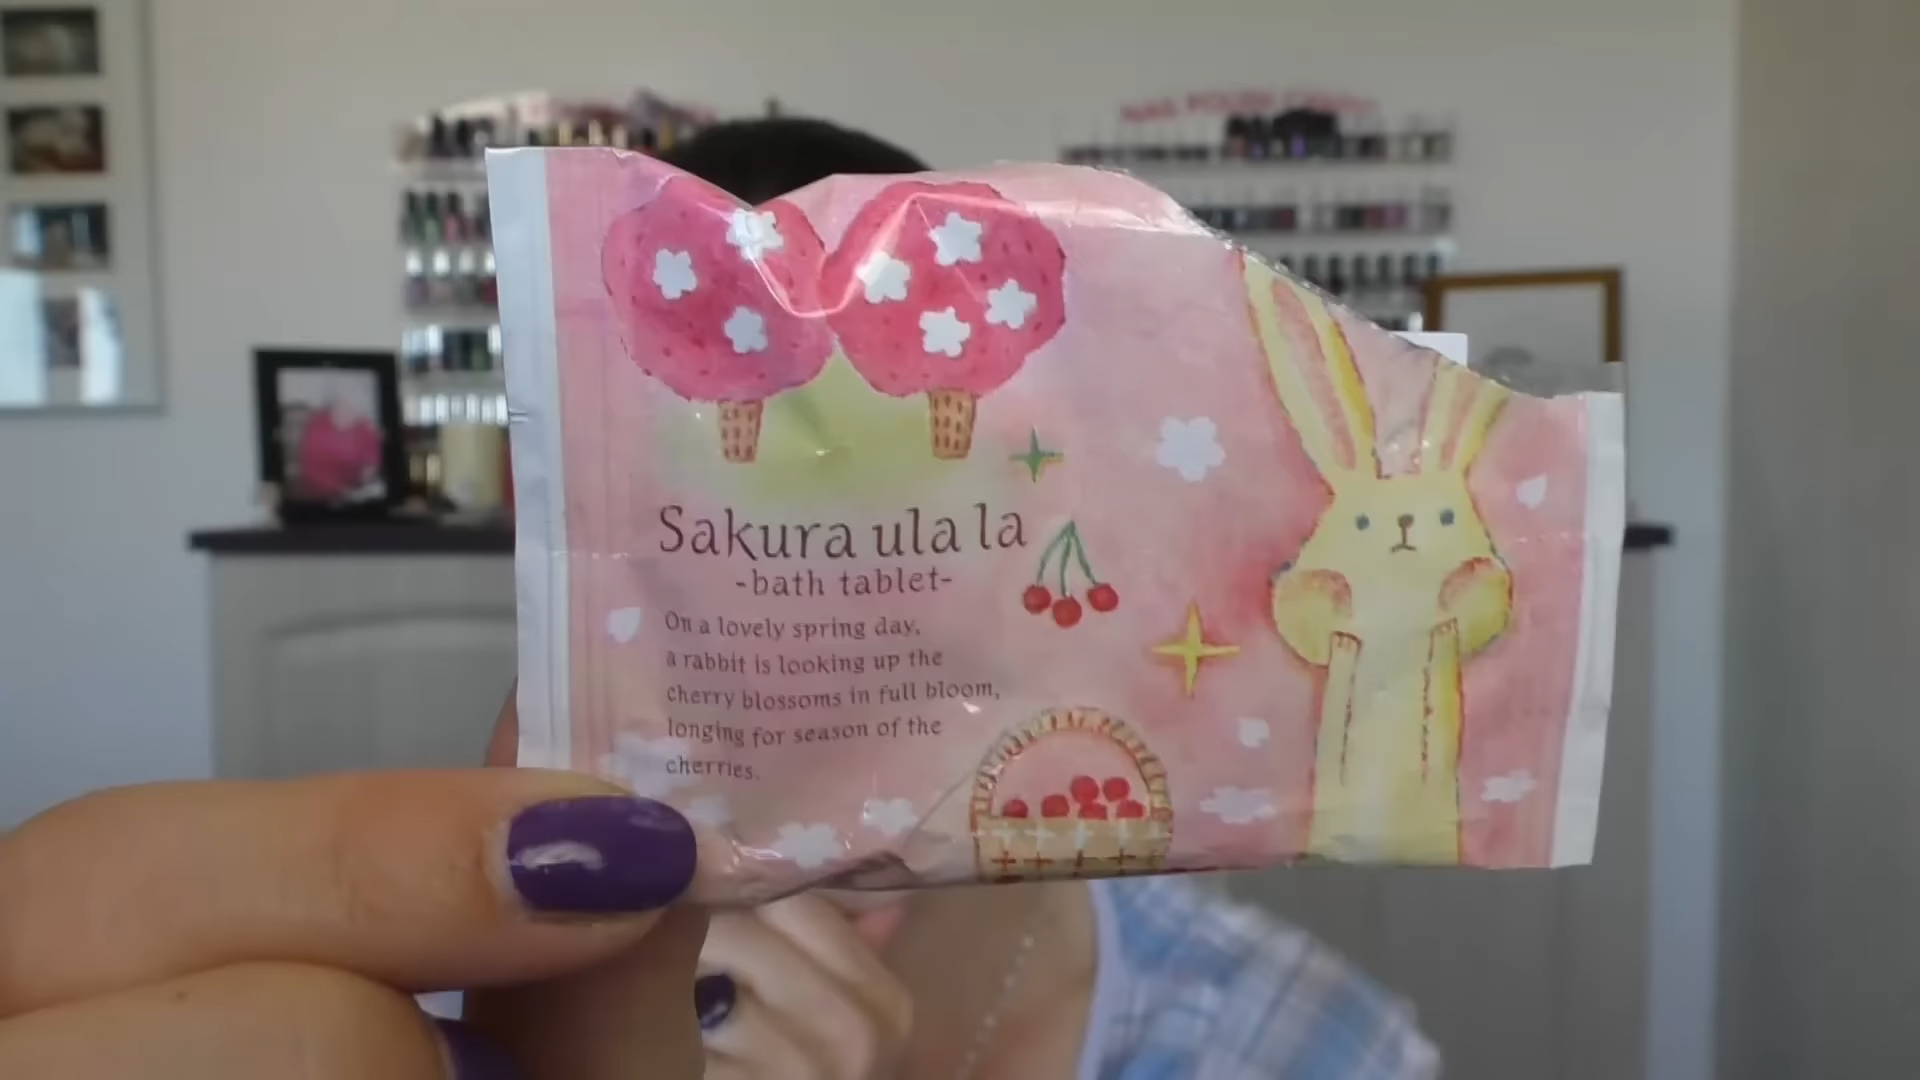 Sakura ula la
-bath tablet-
On a lovely spring day,
a rabbit is looking up the
cherry blossoms in full bloom,
longing for season of the
cherries.